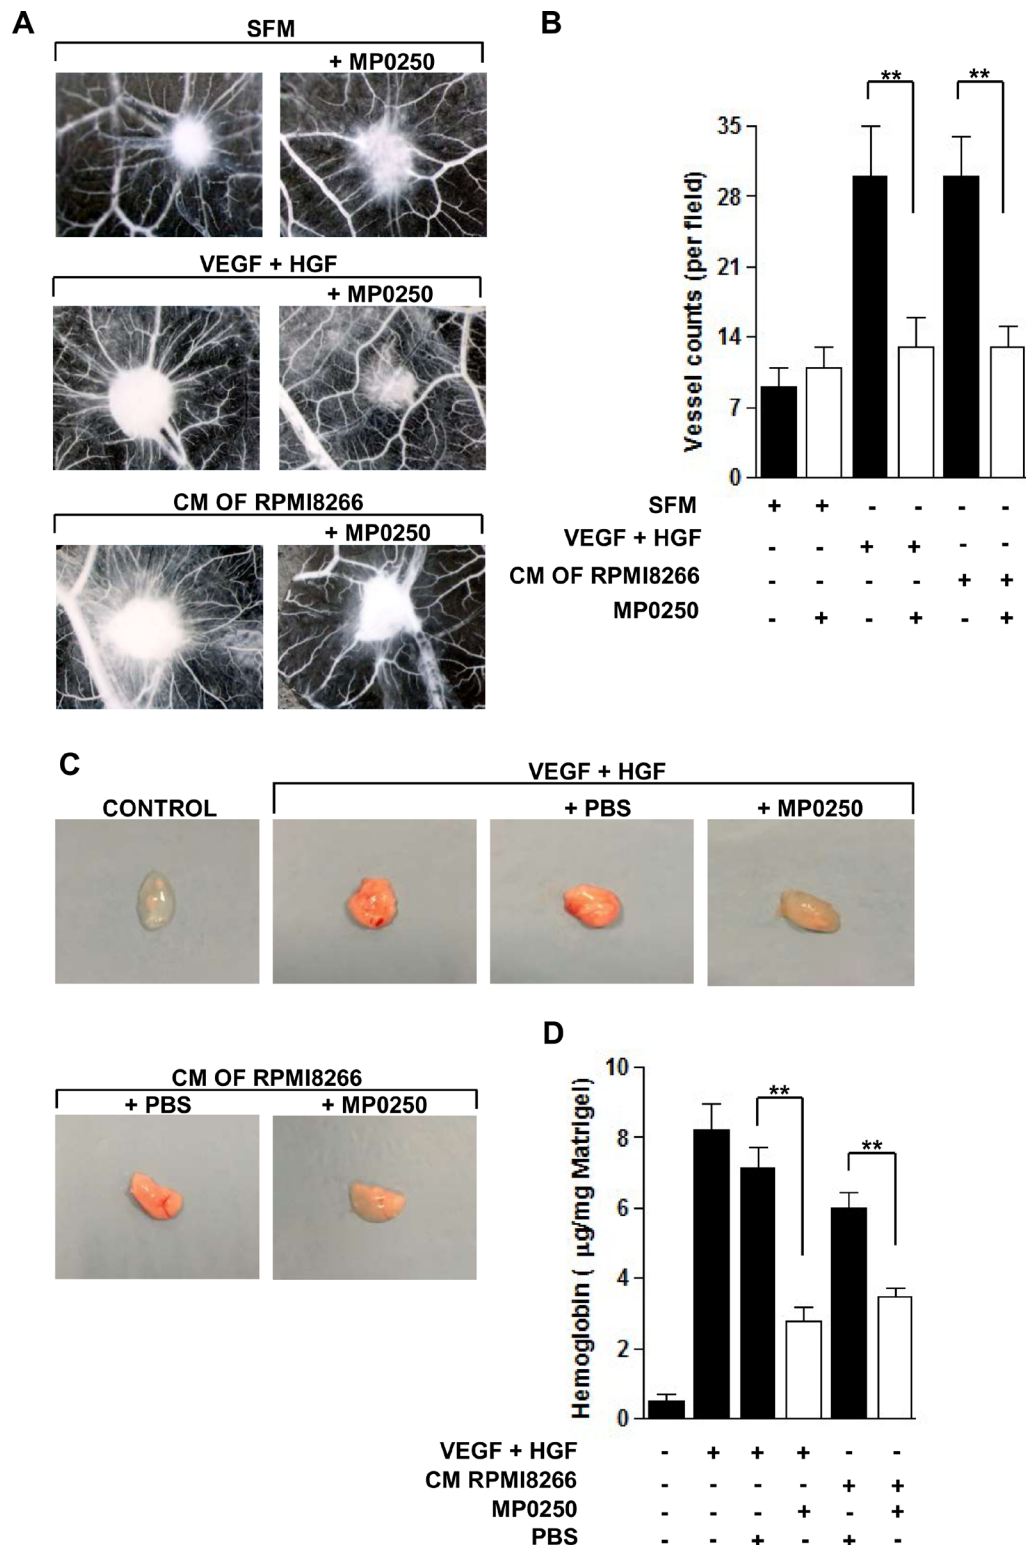 A
SFM
+ MP0250
VEGF + HGF
+ MP0250
CM OF RPMI8266
+ MP0250
B
** **
35
28
21
14
7
0
Vessel counts (per field)
SFM + + - - - -
VEGF + HGF - - + + - -
CM OF RPMI8266 - - - - + +
MP0250 - + - + - +
C
VEGF + HGF
CONTROL + PBS + MP0250
CM OF RPMI8266
+ PBS + MP0250
D
10
8
6
4
2
0
** **
Hemoglobin ( μg/mg Matrigel)
VEGF + HGF - + + + - -
CM RPMI8266 - - - - + +
MP0250 - - - + - +
PBS - - + - + -